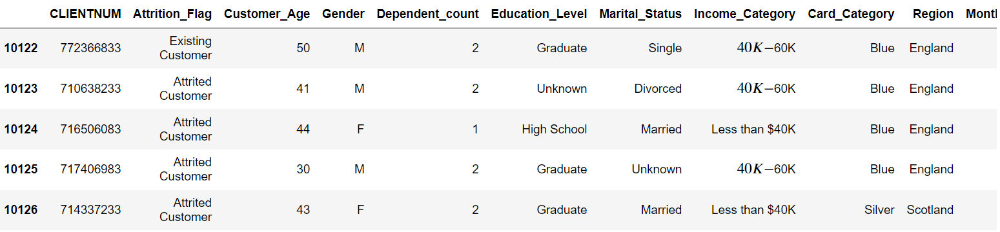 CLIENTNUM Attrition_Flag Customer_Age Gender Dependent_count Education_Level Marital_Status Income_Category Card_Category Region Montl
10122 772366833 Existing Customer 50 M 2 Graduate Single 40K−60K Blue England
10123 710638233 Attrited Customer 41 M 2 Unknown Divorced 40K−60K Blue England
10124 716506083 Attrited Customer 44 F 1 High School Married Less than $40K Blue England
10125 717406983 Attrited Customer 30 M 2 Graduate Unknown 40K−60K Blue England
10126 714337233 Attrited Customer 43 F 2 Graduate Married Less than $40K Silver Scotland